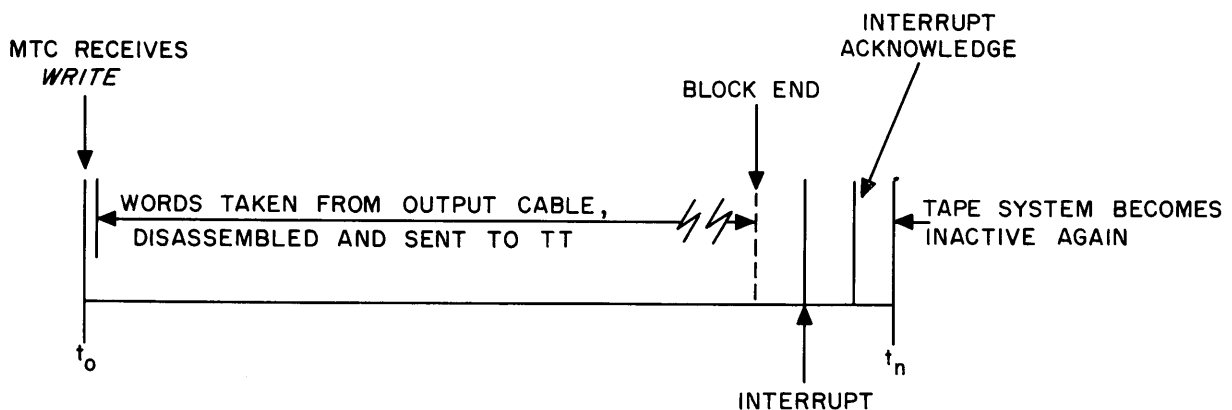 INTERRUPT
ACKNOWLEDGE
MTC RECEIVES
WRITE
BLOCK END
WORDS TAKEN FROM OUTPUT CABLE,
DISASSEMBLED AND SENT TO TT
TAPE SYSTEM BECOMES
INACTIVE AGAIN
to
tn
INTERRUPT